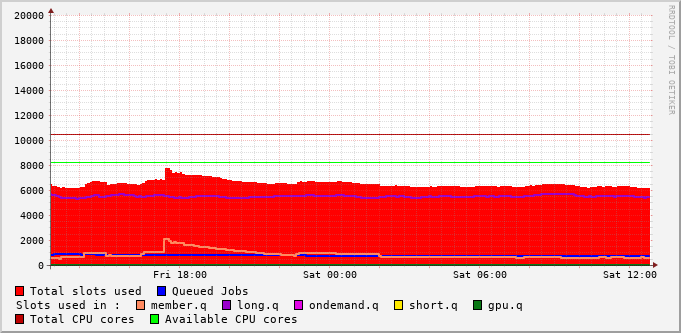 20000
18000
16000
14000
12000
10000
8000
6000
4000
2000
0
Fri 18:00 Sat 00:00 Sat 06:00 Sat 12:00
Total slots used Queued Jobs
Slots used in : member.q long.q ondemand.q short.q gpu.q
Total CPU cores Available CPU cores
RRDTOOL / TOBI OETIKER